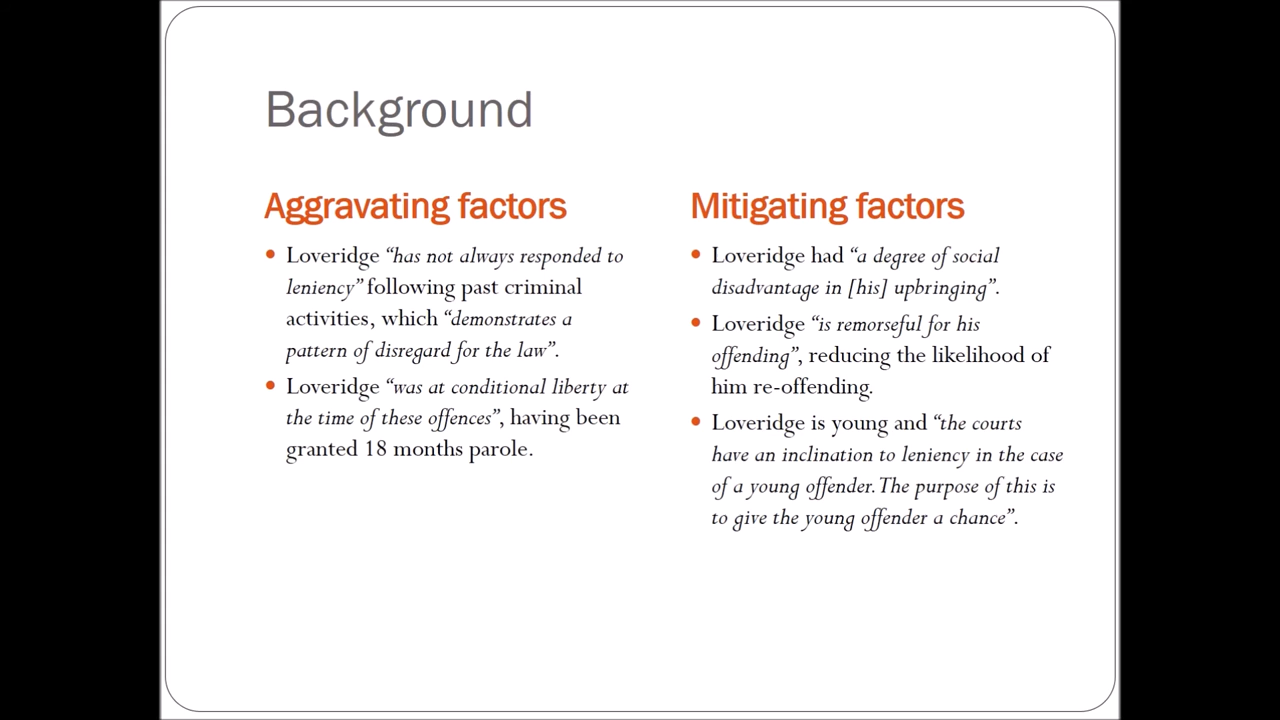 Background
Aggravating factors
• Loveridge “has not always responded to
leniency” following past criminal
activities, which “demonstrates a
pattern of disregard for the law”.
• Loveridge “was at conditional liberty at
the time of these offences”, having been
granted 18 months parole.
Mitigating factors
• Loveridge had “a degree of social
disadvantage in [his] upbringing”.
• Loveridge “is remorseful for his
offending”, reducing the likelihood of
him re-offending.
• Loveridge is young and “the courts
have an inclination to leniency in the case
of a young offender. The purpose of this is
to give the young offender a chance”.